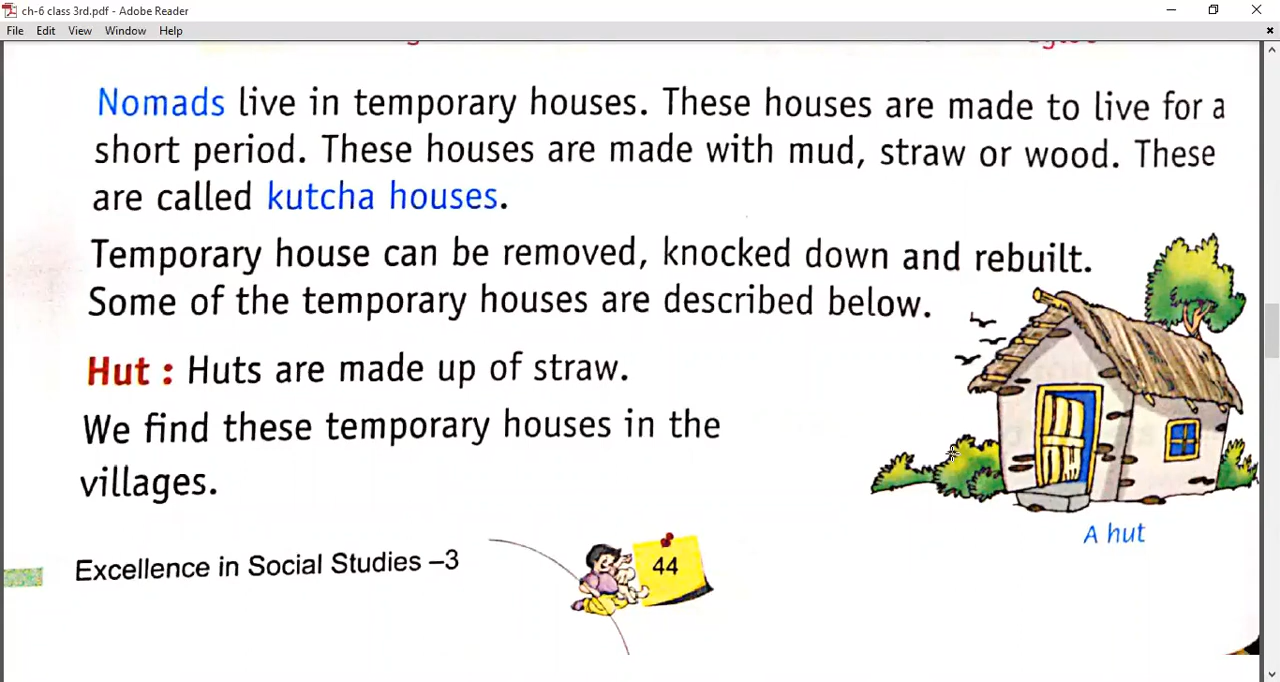 ch-6 class 3rd.pdf - Adobe Reader
File Edit View Window Help
Nomads live in temporary houses. These houses are made to live for a
short period. These houses are made with mud, straw or wood. These
are called kutcha houses.
Temporary house can be removed, knocked down and rebuilt.
Some of the temporary houses are described below.
Hut : Huts are made up of straw.
We find these temporary houses in the
villages.
A hut
Excellence in Social Studies –3
44